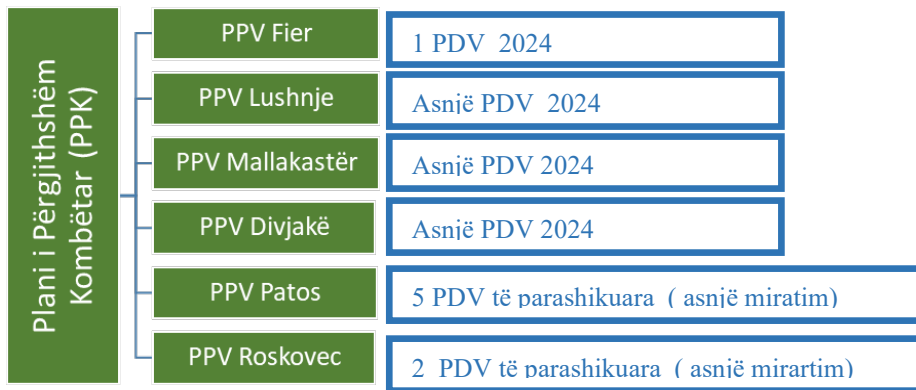 Plani i Përgjithshëm
Kombëtar (PPK)
PPV Fier
1 PDV 2024
PPV Lushnje
Asnjë PDV 2024
PPV Mallakastër
Asnjë PDV 2024
PPV Divjakë
Asnjë PDV 2024
PPV Patos
5 PDV të parashikuara ( asnjë miratim)
PPV Roskovec
2 PDV të parashikuara ( asnjë mirartim)